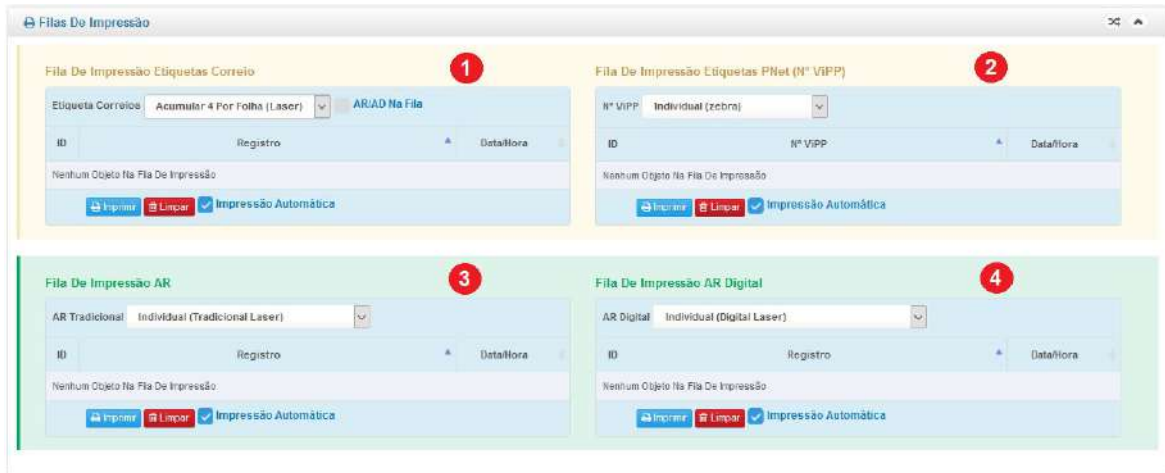 Filas De Impressão
Fila De Impressão Etiquetas Correio
1
Etiqueta Correios Acumular 4 Por Folha (Laser) AR/AD Na Fila
ID Registro Data/Hora
Nenhum Objeto Na Fila De Impressão
Imprimir Limpar Impressão Automática
Fila De Impressão Etiquetas PNet (Nº ViPP)
2
Nº ViPP Individual (zebra)
ID Nº ViPP Data/Hora
Nenhum Objeto Na Fila De Impressão
Imprimir Limpar Impressão Automática
Fila De Impressão AR
3
AR Tradicional Individual (Tradicional Laser)
ID Registro Data/Hora
Nenhum Objeto Na Fila De Impressão
Imprimir Limpar Impressão Automática
Fila De Impressão AR Digital
4
AR Digital Individual (Digital Laser)
ID Registro Data/Hora
Nenhum Objeto Na Fila De Impressão
Imprimir Limpar Impressão Automática